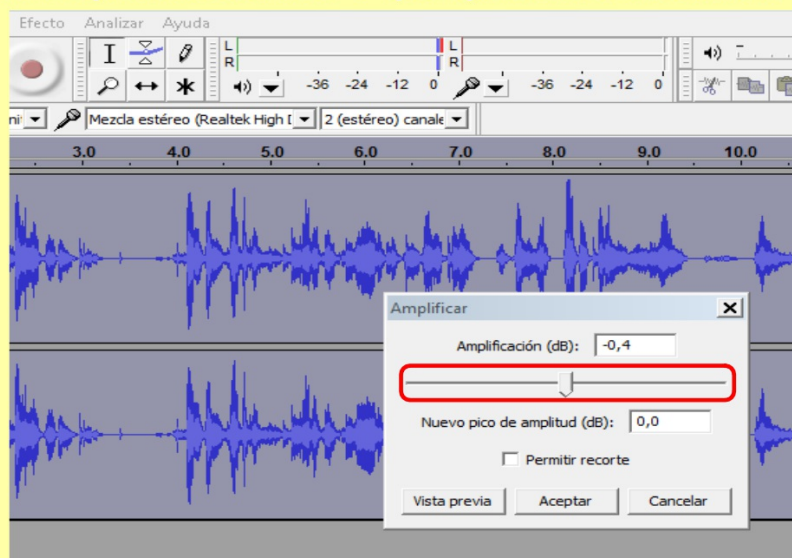 Efecto Analizar Ayuda
L
R
L
R
-36 -24 -12 0
-36 -24 -12 0
Mezcla estéreo (Realtek High
2 (estéreo) canale
3.0 4.0 5.0 6.0 7.0 8.0 9.0 10.0
Amplificar
Amplificación (dB): -0,4
Nuevo pico de amplitud (dB): 0,0
Permitir recorte
Vista previa Aceptar Cancelar